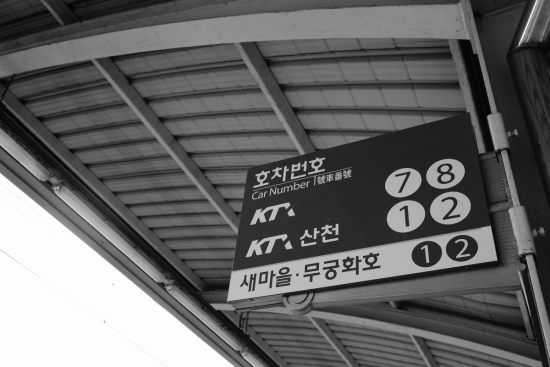 호차번호
Car Number 號車番號
KTX 7 8
KTX 산천 1 2
새마을·무궁화호 1 2